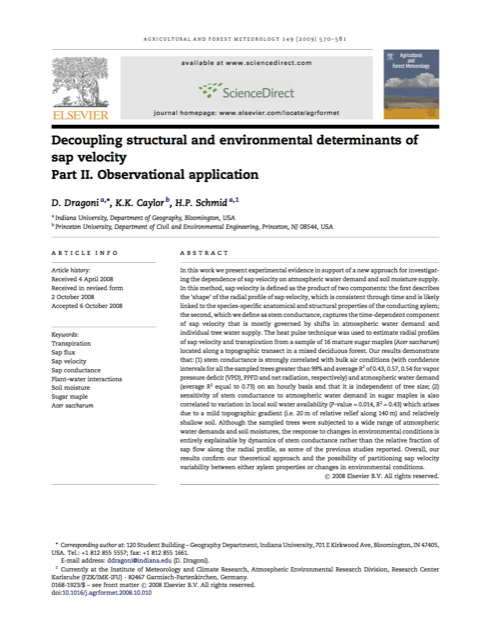 AGRICULTURAL AND FOREST METEOROLOGY 149 (2009) 570–581
available at www.sciencedirect.com
ScienceDirect
journal homepage: www.elsevier.com/locate/agrformet
ELSEVIER
Agricultural
and
Forest Meteorology
Decoupling structural and environmental determinants of
sap velocity
Part II. Observational application
D. Dragoni a,*, K.K. Caylor b, H.P. Schmid a,1
a Indiana University, Department of Geography, Bloomington, USA
b Princeton University, Department of Civil and Environmental Engineering, Princeton, NJ 08544, USA
ARTICLE INFO
Article history:
Received 4 April 2008
Received in revised form
2 October 2008
Accepted 6 October 2008
Keywords:
Transpiration
Sap flux
Sap velocity
Sap conductance
Plant–water interactions
Soil moisture
Sugar maple
Acer saccharum
ABSTRACT
In this work we present experimental evidence in support of a new approach for investigat-
ing the dependence of sap velocity on atmospheric water demand and soil moisture supply.
In this method, sap velocity is defined as the product of two components: the first describes
the 'shape' of the radial profile of sap velocity, which is consistent through time and is likely
linked to the species-specific anatomical and structural properties of the conducting xylem;
the second, which we define as stem conductance, captures the time-dependent component
of sap velocity that is mostly governed by shifts in atmospheric water demand and
individual tree water supply. The heat pulse technique was used to estimate radial profiles
of sap velocity and transpiration from a sample of 16 mature sugar maples (Acer saccharum)
located along a topographic transect in a mixed deciduous forest. Our results demonstrate
that: (1) stem conductance is strongly correlated with bulk air conditions (with confidence
intervals for all the sampled trees greater than 99% and average R2 of 0.43, 0.57, 0.54 for vapor
pressure deficit (VPD), PPFD and net radiation, respectively) and atmospheric water demand
(average R2 equal to 0.73) on an hourly basis and that it is independent of tree size; (2)
sensitivity of stem conductance to atmospheric water demand in sugar maples is also
correlated to variation in local soil water availability (P-value = 0.014, R2 = 0.43) which arises
due to a mild topographic gradient (i.e. 20 m of relative relief along 140 m) and relatively
shallow soil. Although the sampled trees were subjected to a wide range of atmospheric
water demands and soil moistures, the response to changes in environmental conditions is
entirely explainable by dynamics of stem conductance rather than the relative fraction of
sap flow along the radial profile, as some of the previous studies reported. Overall, our
results confirm our theoretical approach and the possibility of partitioning sap velocity
variability between either xylem properties or changes in environmental conditions.
© 2008 Elsevier B.V. All rights reserved.
* Corresponding author at: 120 Student Building – Geography Department, Indiana University, 701 E Kirkwood Ave, Bloomington, IN 47405,
USA. Tel.: +1 812 855 5557; fax: +1 812 855 1661.
E-mail address: ddragoni@indiana.edu (D. Dragoni).
1 Currently at the Institute of Meteorology and Climate Research, Atmospheric Environmental Research Division, Research Center
Karlsruhe (FZK/IMK-IFU) - 82467 Garmisch-Partenkirchen, Germany.
0168-1923/$ – see front matter © 2008 Elsevier B.V. All rights reserved.
doi:10.1016/j.agrformet.2008.10.010